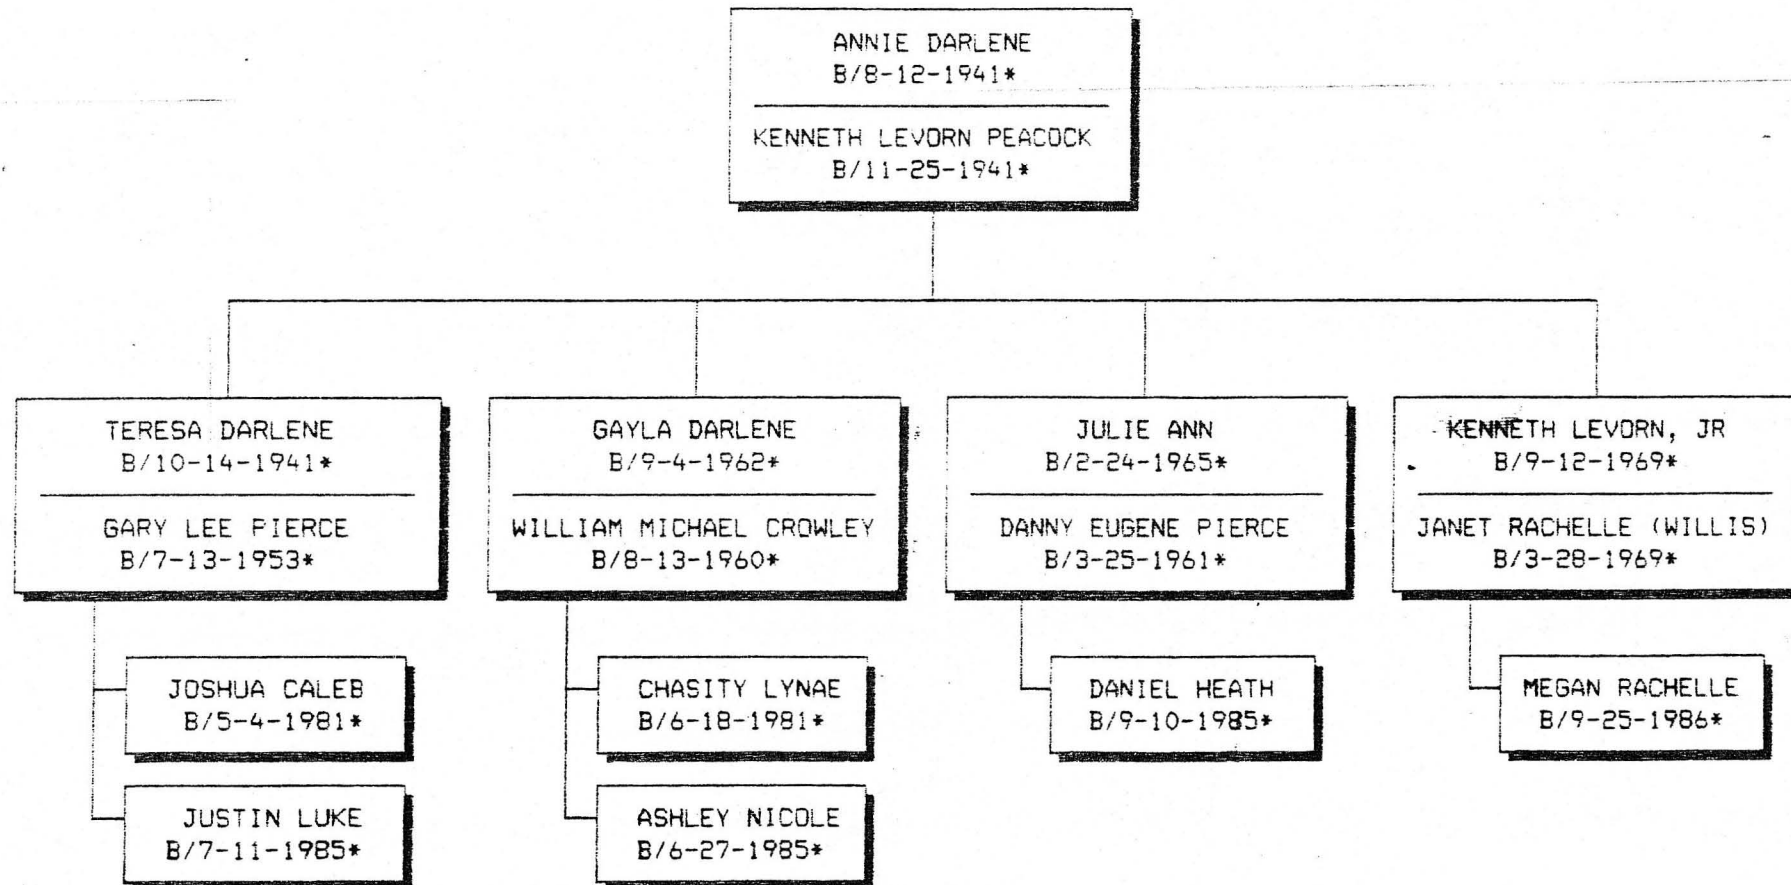 ANNIE DARLENE
B/8-12-1941*
KENNETH LEVORN PEACOCK
B/11-25-1941*
TERESA DARLENE
B/10-14-1941*
GARY LEE PIERCE
B/7-13-1953*
JOSHUA CALEB
B/5-4-1981*
JUSTIN LUKE
B/7-11-1985*
GAYLA DARLENE
B/9-4-1962*
WILLIAM MICHAEL CROWLEY
B/8-13-1960*
CHASITY LYNAE
B/6-18-1981*
ASHLEY NICOLE
B/6-27-1985*
JULIE ANN
B/2-24-1965*
DANNY EUGENE PIERCE
B/3-25-1961*
DANIEL HEATH
B/9-10-1985*
KENNETH LEVORN, JR
B/9-12-1969*
JANET RACHELLE (WILLIS)
B/3-28-1969*
MEGAN RACHELLE
B/9-25-1986*